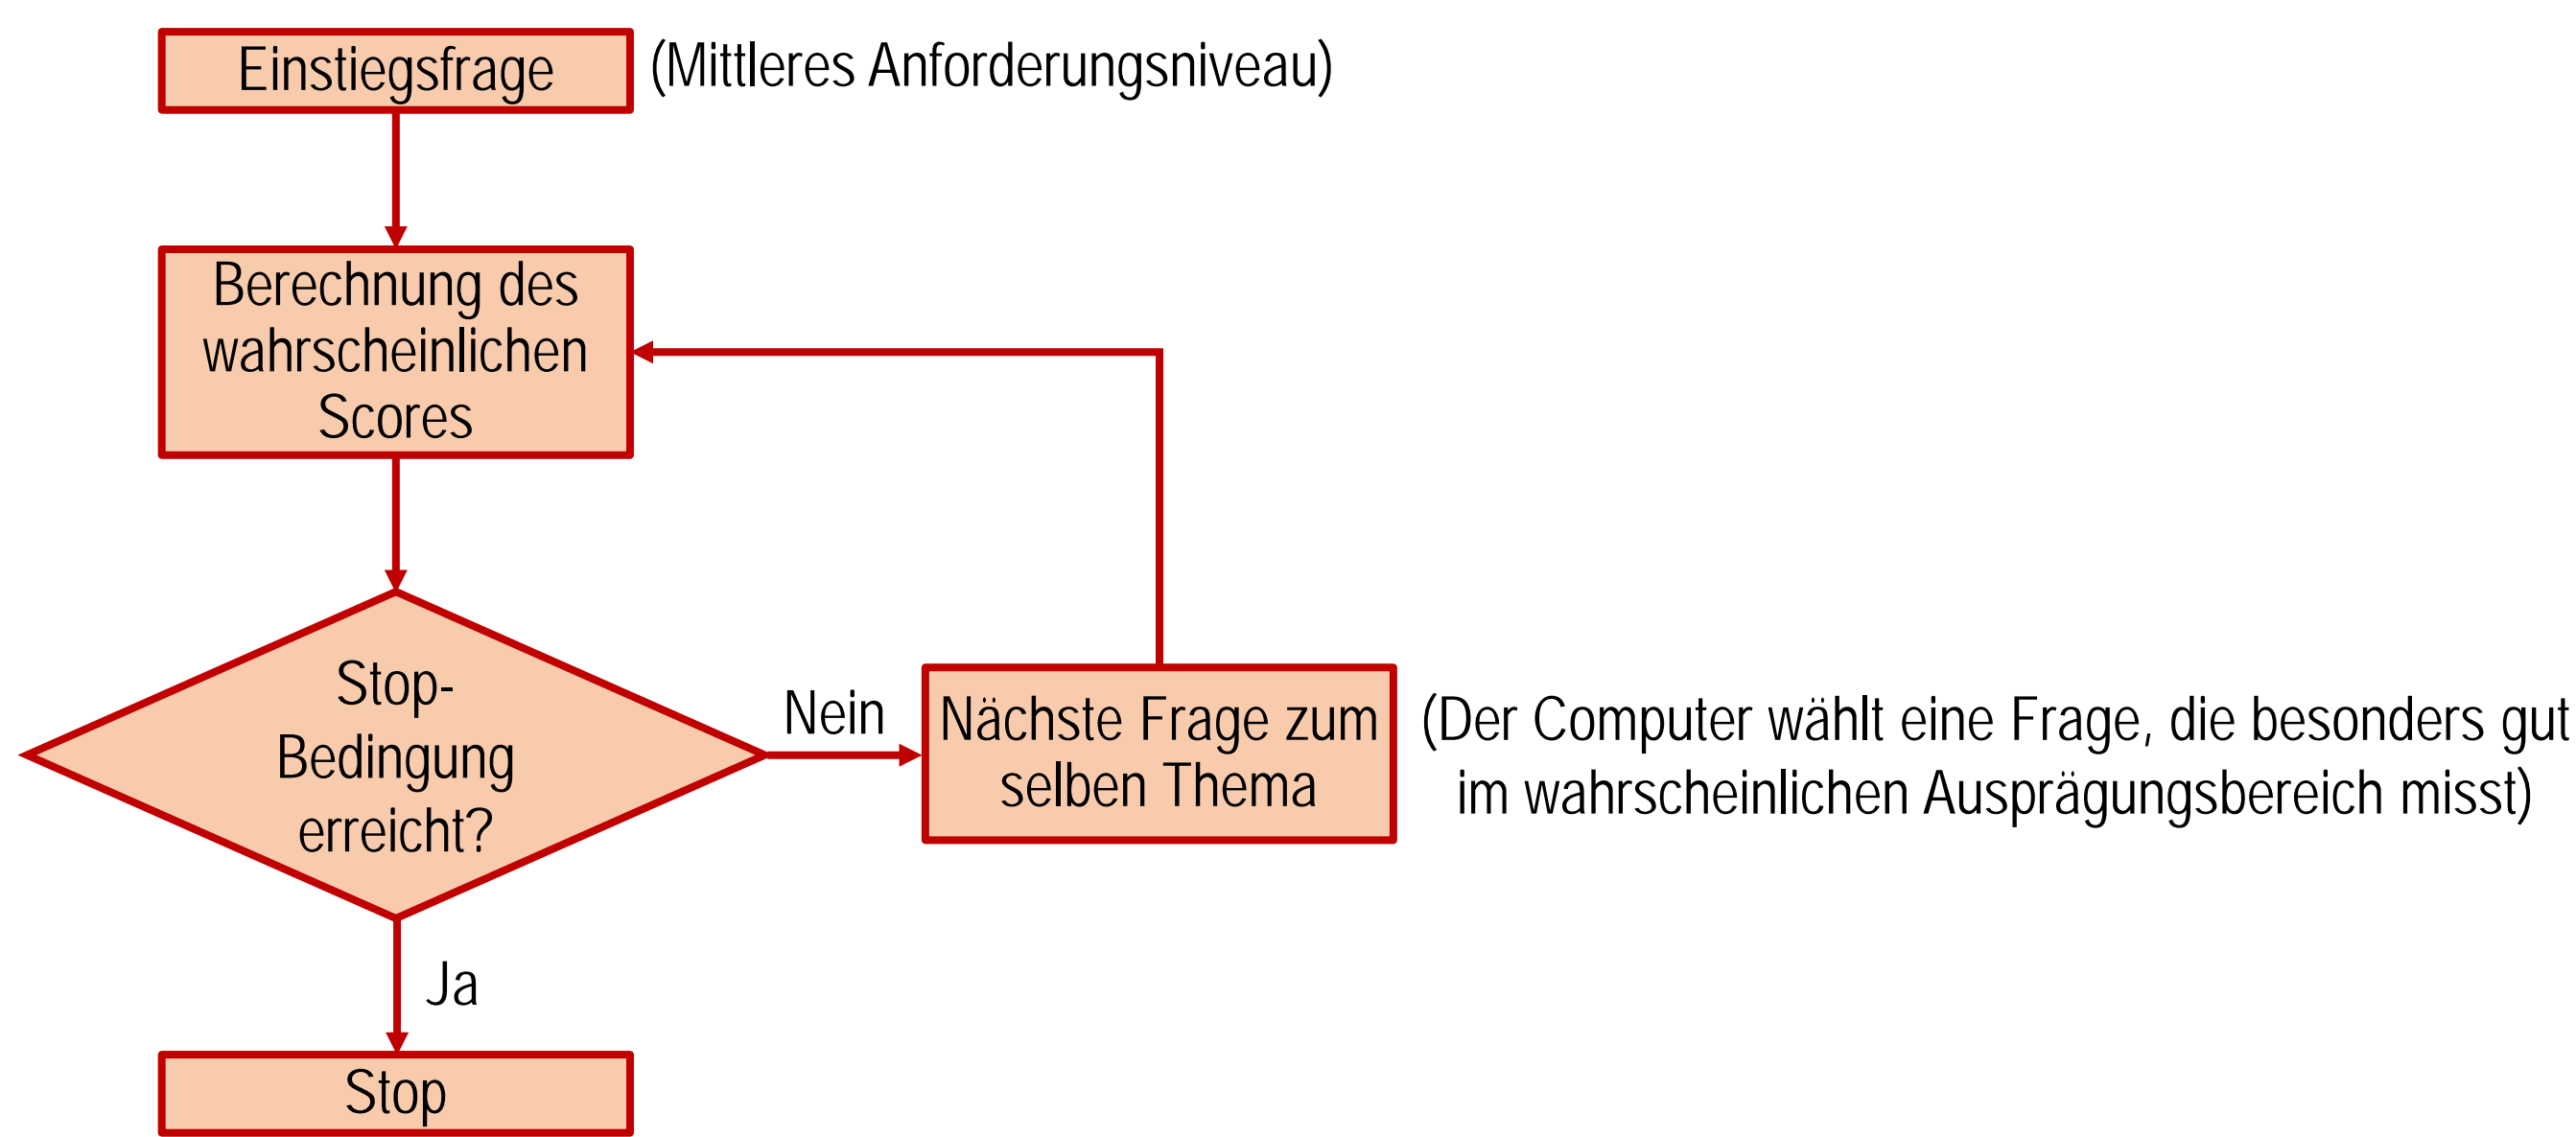 Einstiegsfrage
(Mittleres Anforderungsniveau)
Berechnung des
wahrscheinlichen
Scores
Stop-
Bedingung
erreicht?
Nein
Nächste Frage zum
selben Thema
(Der Computer wählt eine Frage, die besonders gut
im wahrscheinlichen Ausprägungsbereich misst)
Ja
Stop